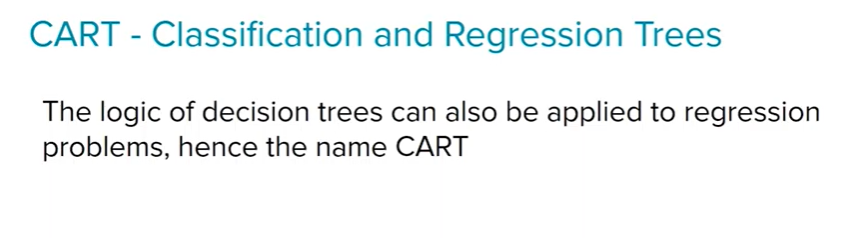 CART - Classification and Regression Trees
The logic of decision trees can also be applied to regression
problems, hence the name CART